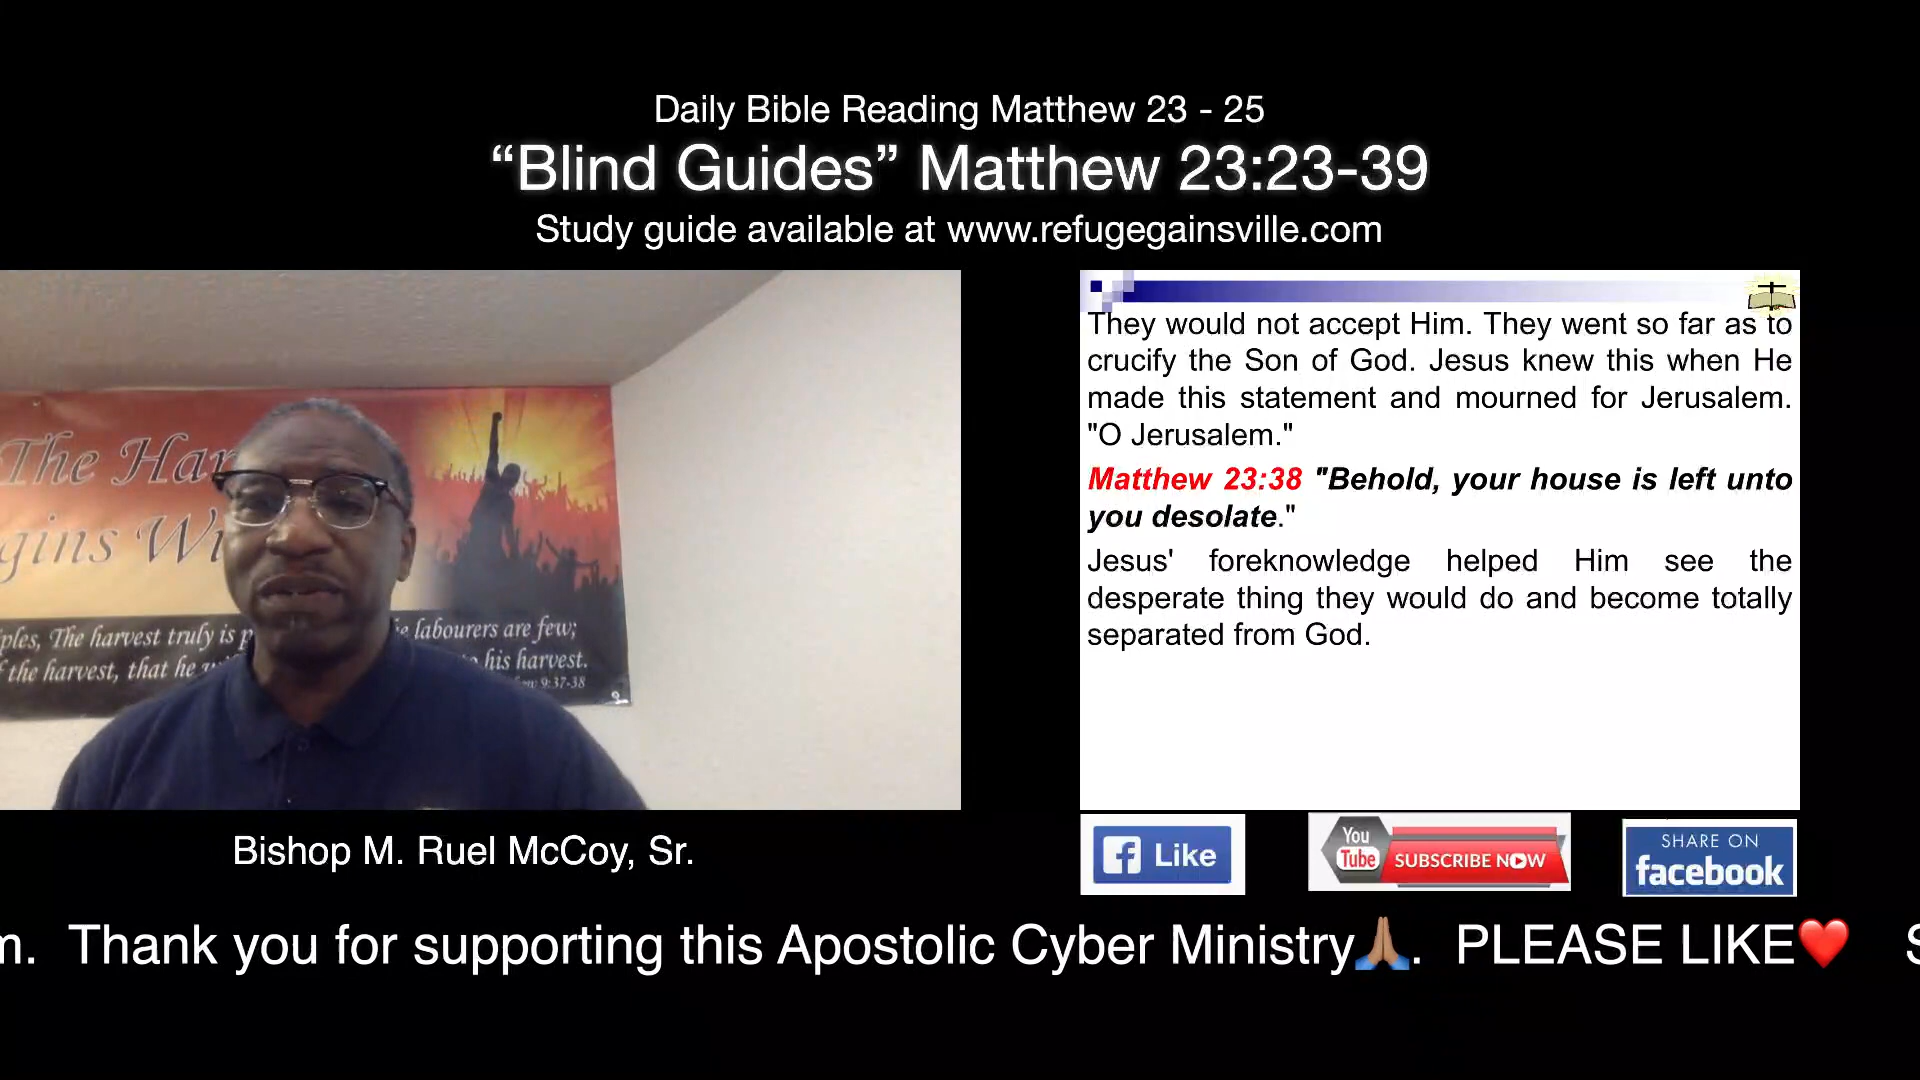 Daily Bible Reading Matthew 23 - 25
“Blind Guides” Matthew 23:23-39
Study guide available at www.refugegainsville.com
The Har
gins Wi
ples, The harvest truly is p
e labourers are few;
f the harvest, that he w
his harvest.
9:37-38
They would not accept Him. They went so far as to
crucify the Son of God. Jesus knew this when He
made this statement and mourned for Jerusalem.
"O Jerusalem."
Matthew 23:38 "Behold, your house is left unto
you desolate."
Jesus' foreknowledge helped Him see the
desperate thing they would do and become totally
separated from God.
Bishop M. Ruel McCoy, Sr.
f Like
You Tube SUBSCRIBE NOW
SHARE ON
facebook
m. Thank you for supporting this Apostolic Cyber Ministry🙏🏽. PLEASE LIKE❤️ S